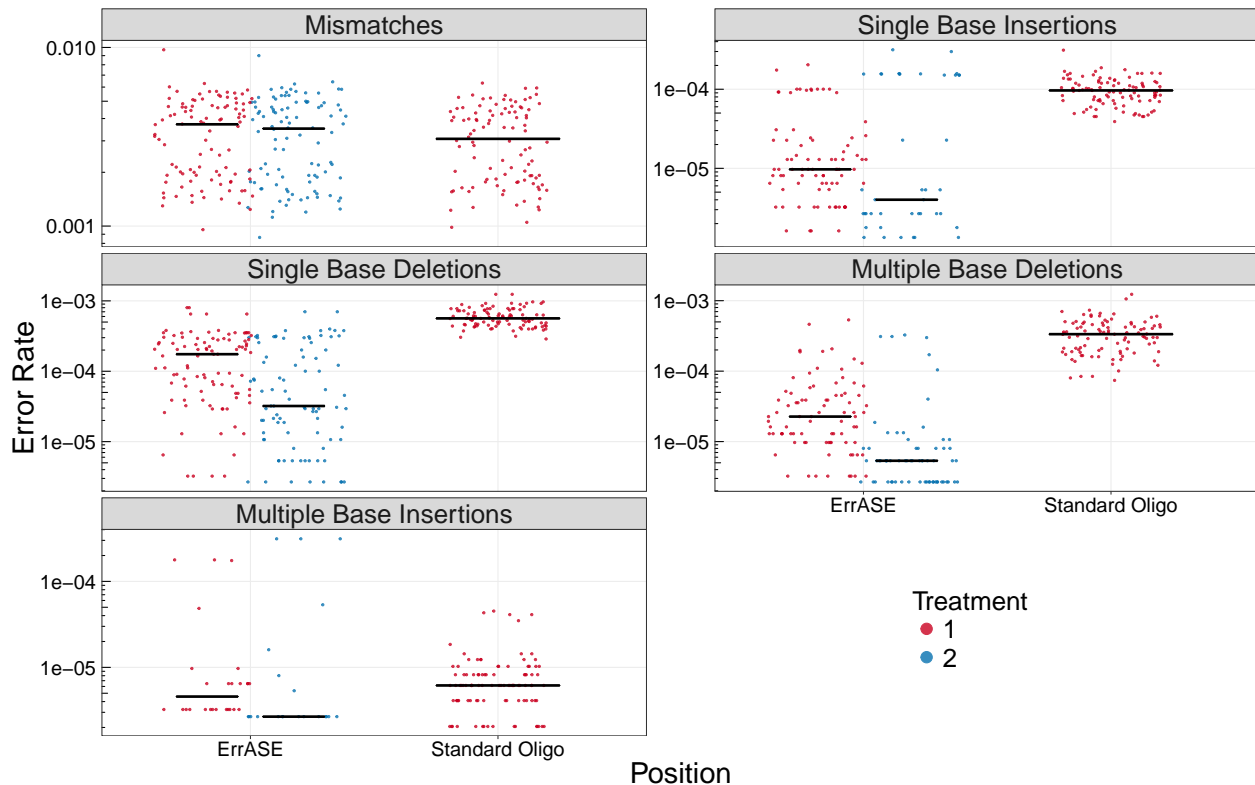 Mismatches
0.010
0.001
Single Base Insertions
1e−04
1e−05
Single Base Deletions
1e−03
1e−04
1e−05
Multiple Base Deletions
1e−03
1e−04
1e−05
ErrASE
Standard Oligo
Multiple Base Insertions
1e−04
1e−05
ErrASE
Standard Oligo
Error Rate
Position
Treatment
1
2